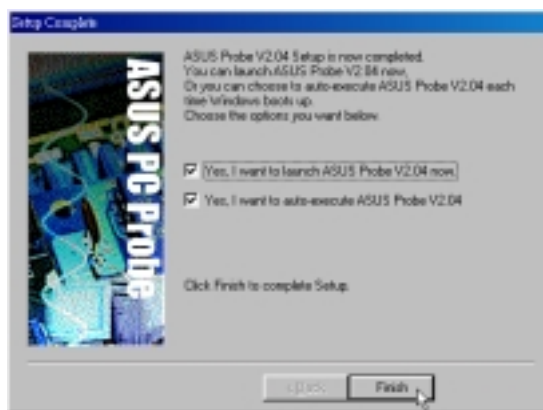 Setup Complete
ASUS PC Probe
ASUS Probe V2.04 Setup is now completed.
You can launch ASUS Probe V2.04 now,
Or you can choose to auto-execute ASUS Probe V2.04 each
time Windows boots up.
Choose the options you want below.
Yes, I want to launch ASUS Probe V2.04 now.
Yes, I want to auto-execute ASUS Probe V2.04
Click Finish to complete Setup.
< Back
Finish